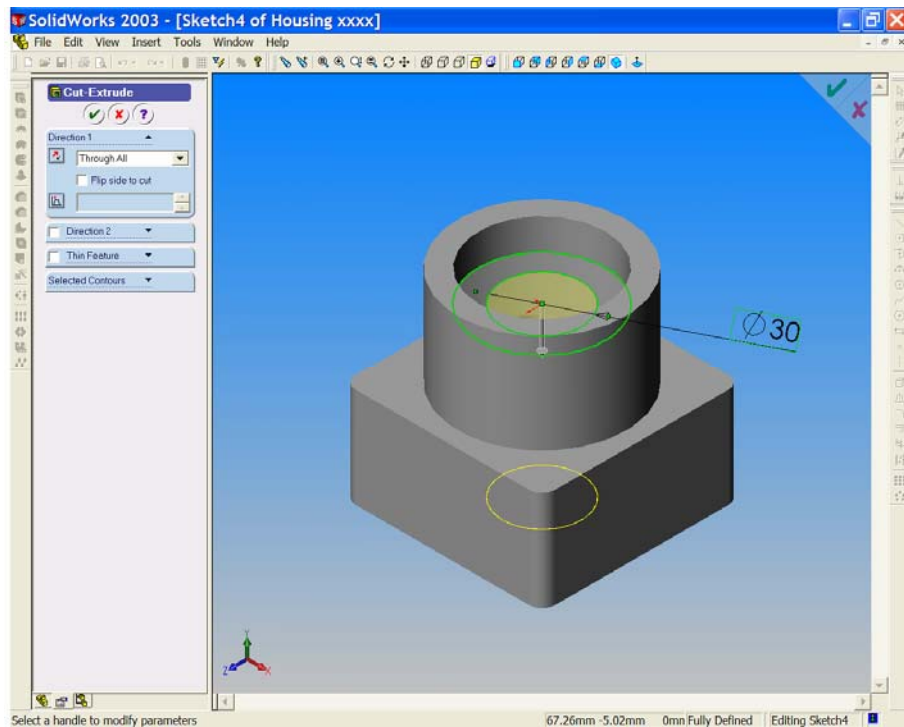 SolidWorks 2003 - [Sketch4 of Housing xxxx]
File Edit View Insert Tools Window Help
Cut-Extrude
Direction 1
Through All
Flip side to cut
Direction 2
Thin Feature
Selected Contours
Ø30
Y
Z
X
Select a handle to modify parameters
67.26mm -5.02mm 0mn Fully Defined Editing Sketch4